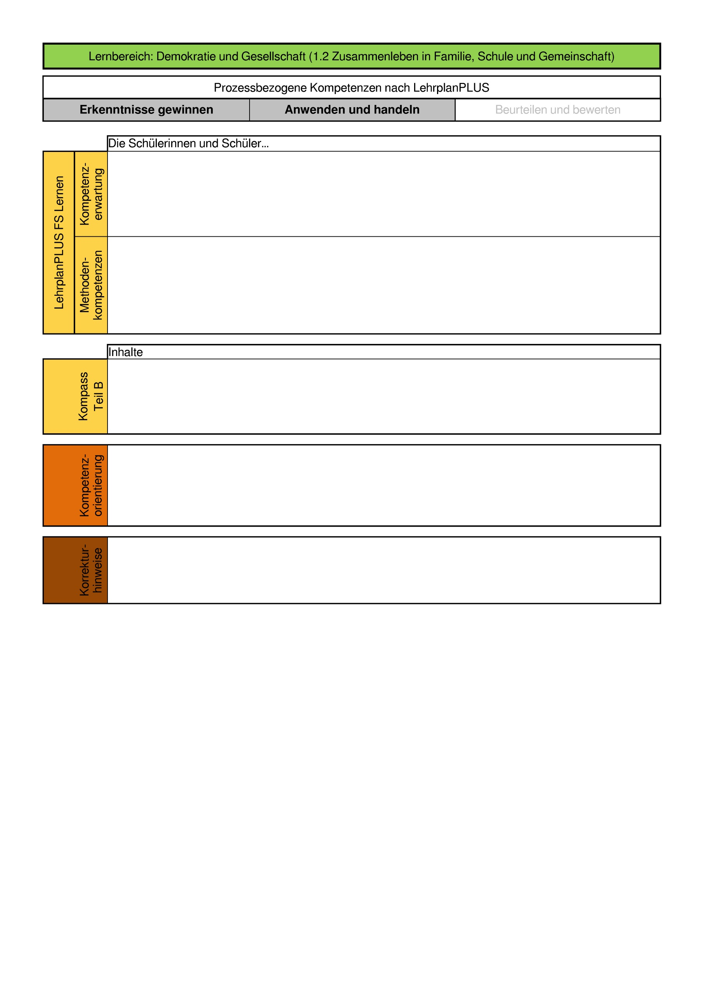 Lernbereich: Demokratie und Gesellschaft (1.2 Zusammenleben in Familie, Schule und Gemeinschaft)
Prozessbezogene Kompetenzen nach LehrplanPLUS
Erkenntnisse gewinnen
Anwenden und handeln
Beurteilen und bewerten
Die Schülerinnen und Schüler...
LehrplanPLUS FS Lernen
Kompetenz-
erwartung
Methoden-
kompetenzen
Inhalte
Kompass
Teil B
Kompetenz-
orientierung
Korrektur-
hinweise